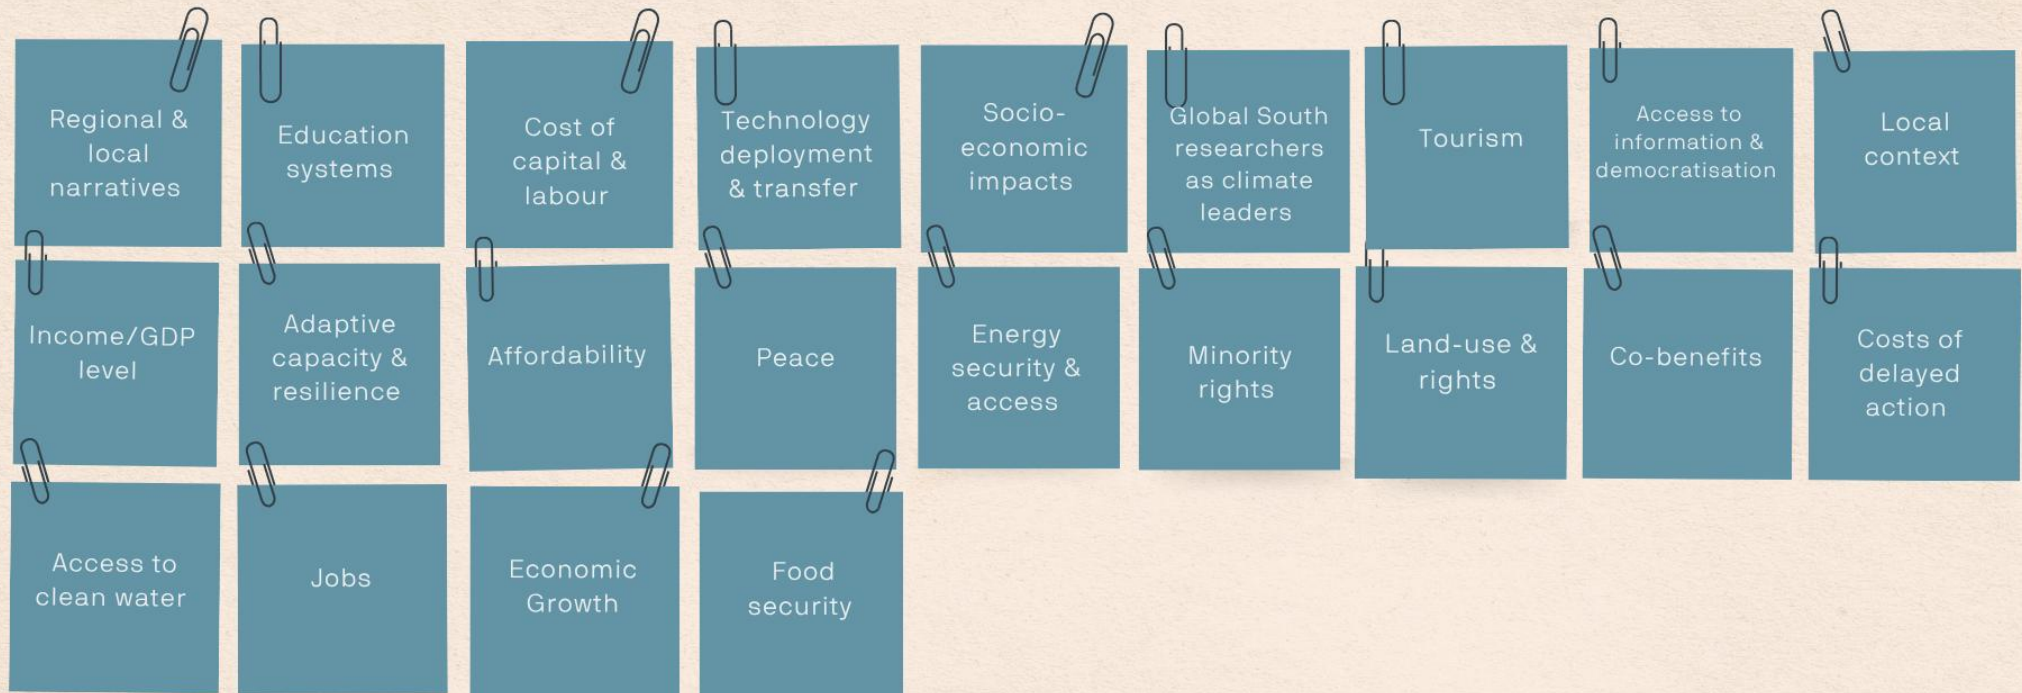 Regional &
local
narratives
Education
systems
Cost of
capital &
labour
Technology
deployment
& transfer
Socio-
economic
impacts
Global South
researchers
as climate
leaders
Tourism
Access to
information &
democratisation
Local
context
Income/GDP
level
Adaptive
capacity &
resilience
Affordability
Peace
Energy
security &
access
Minority
rights
Land-use &
rights
Co-benefits
Costs of
delayed
action
Access to
clean water
Jobs
Economic
Growth
Food
security